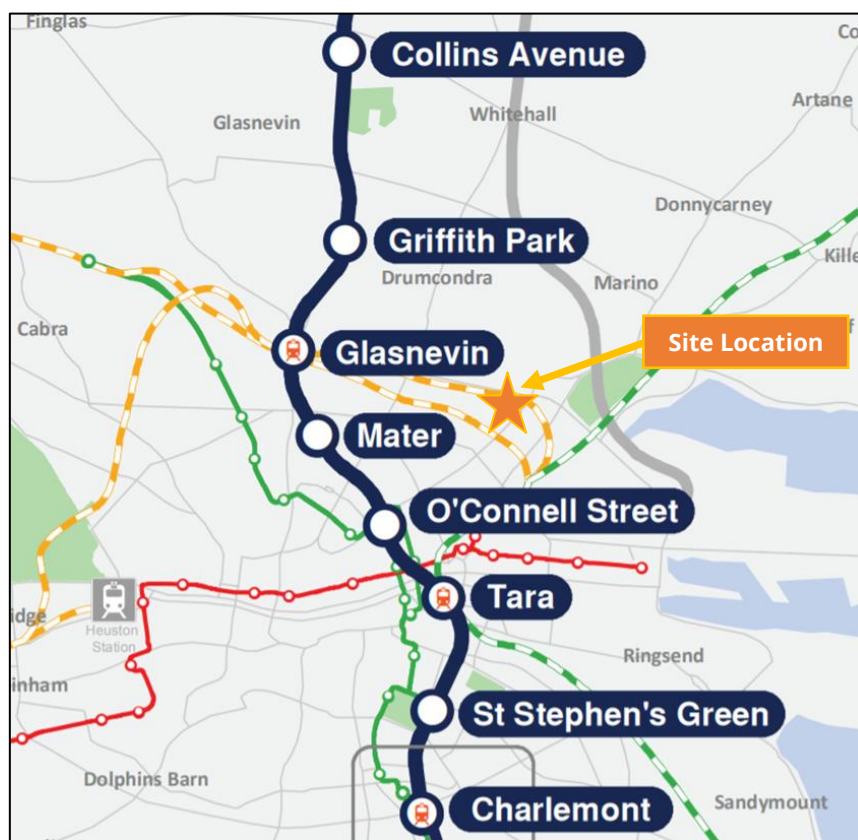 Finglas
Co
Collins Avenue
Artane
Whitehall
Glasnevin
Donnycarney
Griffith Park
Kille
Drumcondra
Marino
Cabra
Site Location
f
Glasnevin
Mater
O'Connell Street
Tara
idge
Heuston
Station
Ringsend
inham
St Stephen's Green
Dolphins Barn
Charlemont
Sandymount